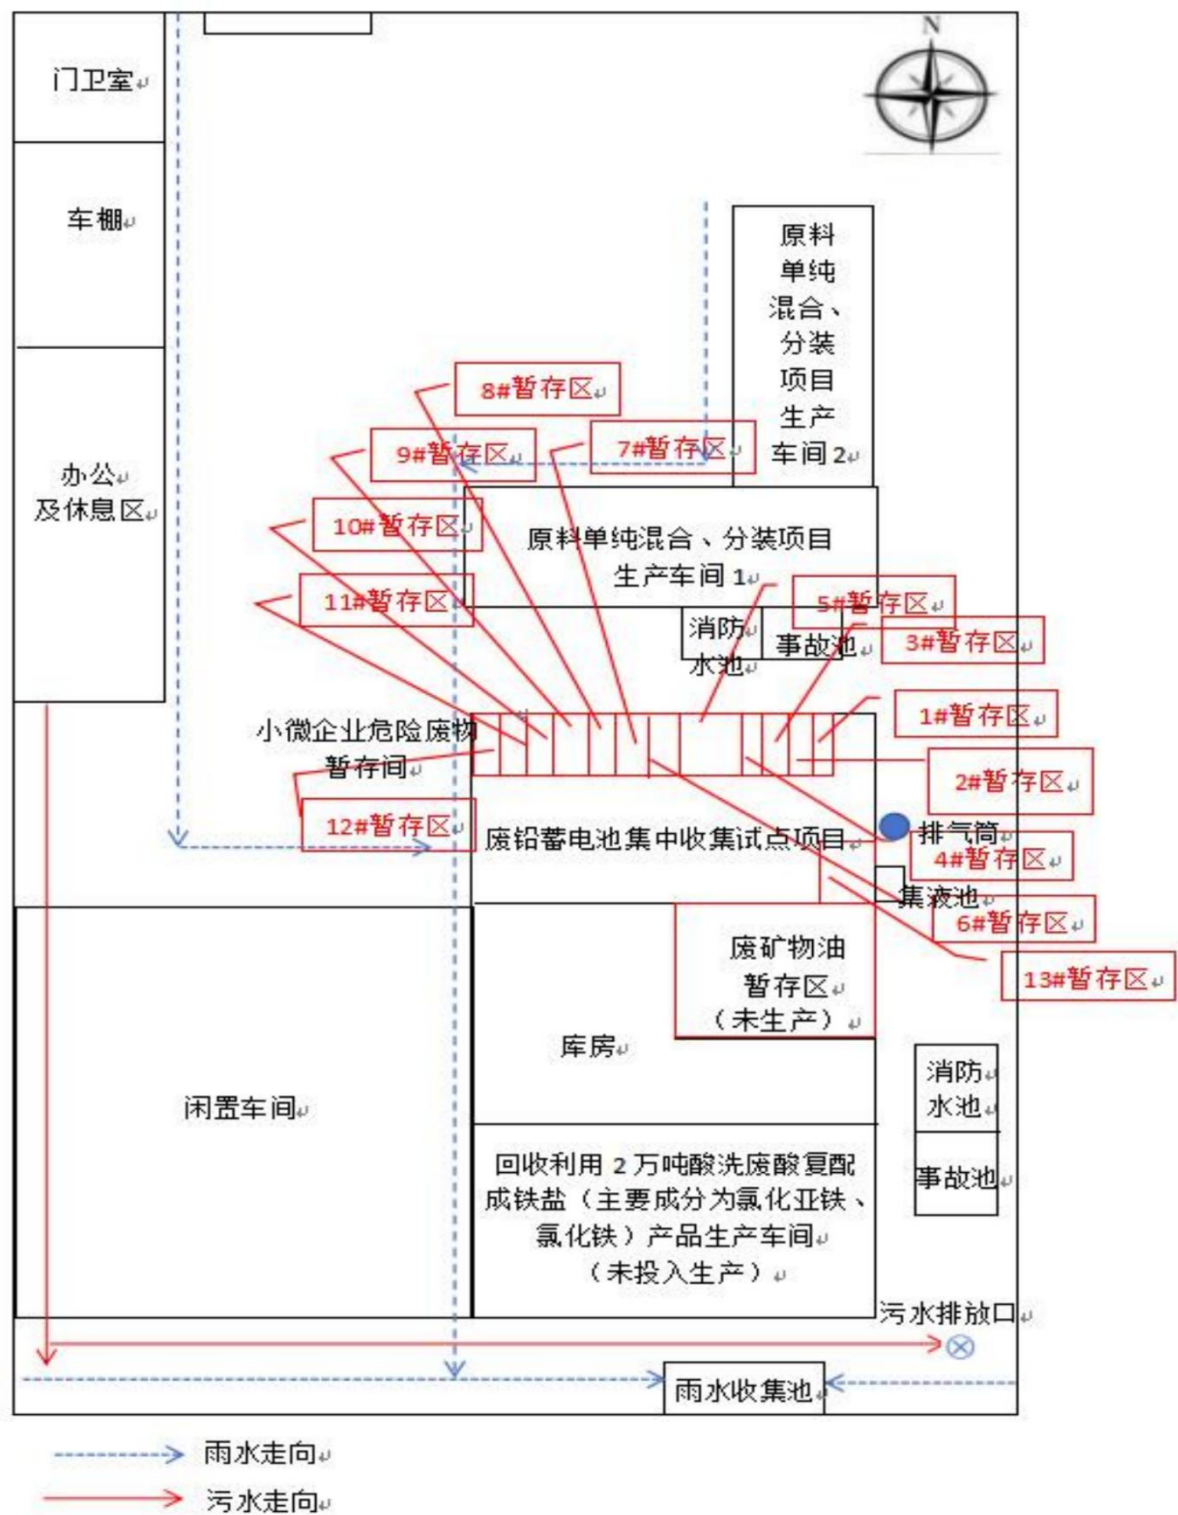 N
门卫室
车棚
原料
单纯
混合、
分装
项目
生产
车间2
8#暂存区
9#暂存区
7#暂存区
办公
及休息区
10#暂存区
原料单纯混合、分装项目
生产车间1
11#暂存区
5#暂存区
消防
水池
事故池
3#暂存区
1#暂存区
小微企业危险废物
暂存间
2#暂存区
12#暂存区
废铅蓄电池集中收集试点项目
排气筒
4#暂存区
集液池
6#暂存区
废矿物油
暂存区
（未生产）
13#暂存区
库房
消防
水池
闲置车间
事故池
回收利用2万吨酸洗废酸复配
成铁盐（主要成分为氯化亚铁、
氯化铁）产品生产车间
（未投入生产）
污水排放口
雨水收集池
雨水走向
污水走向